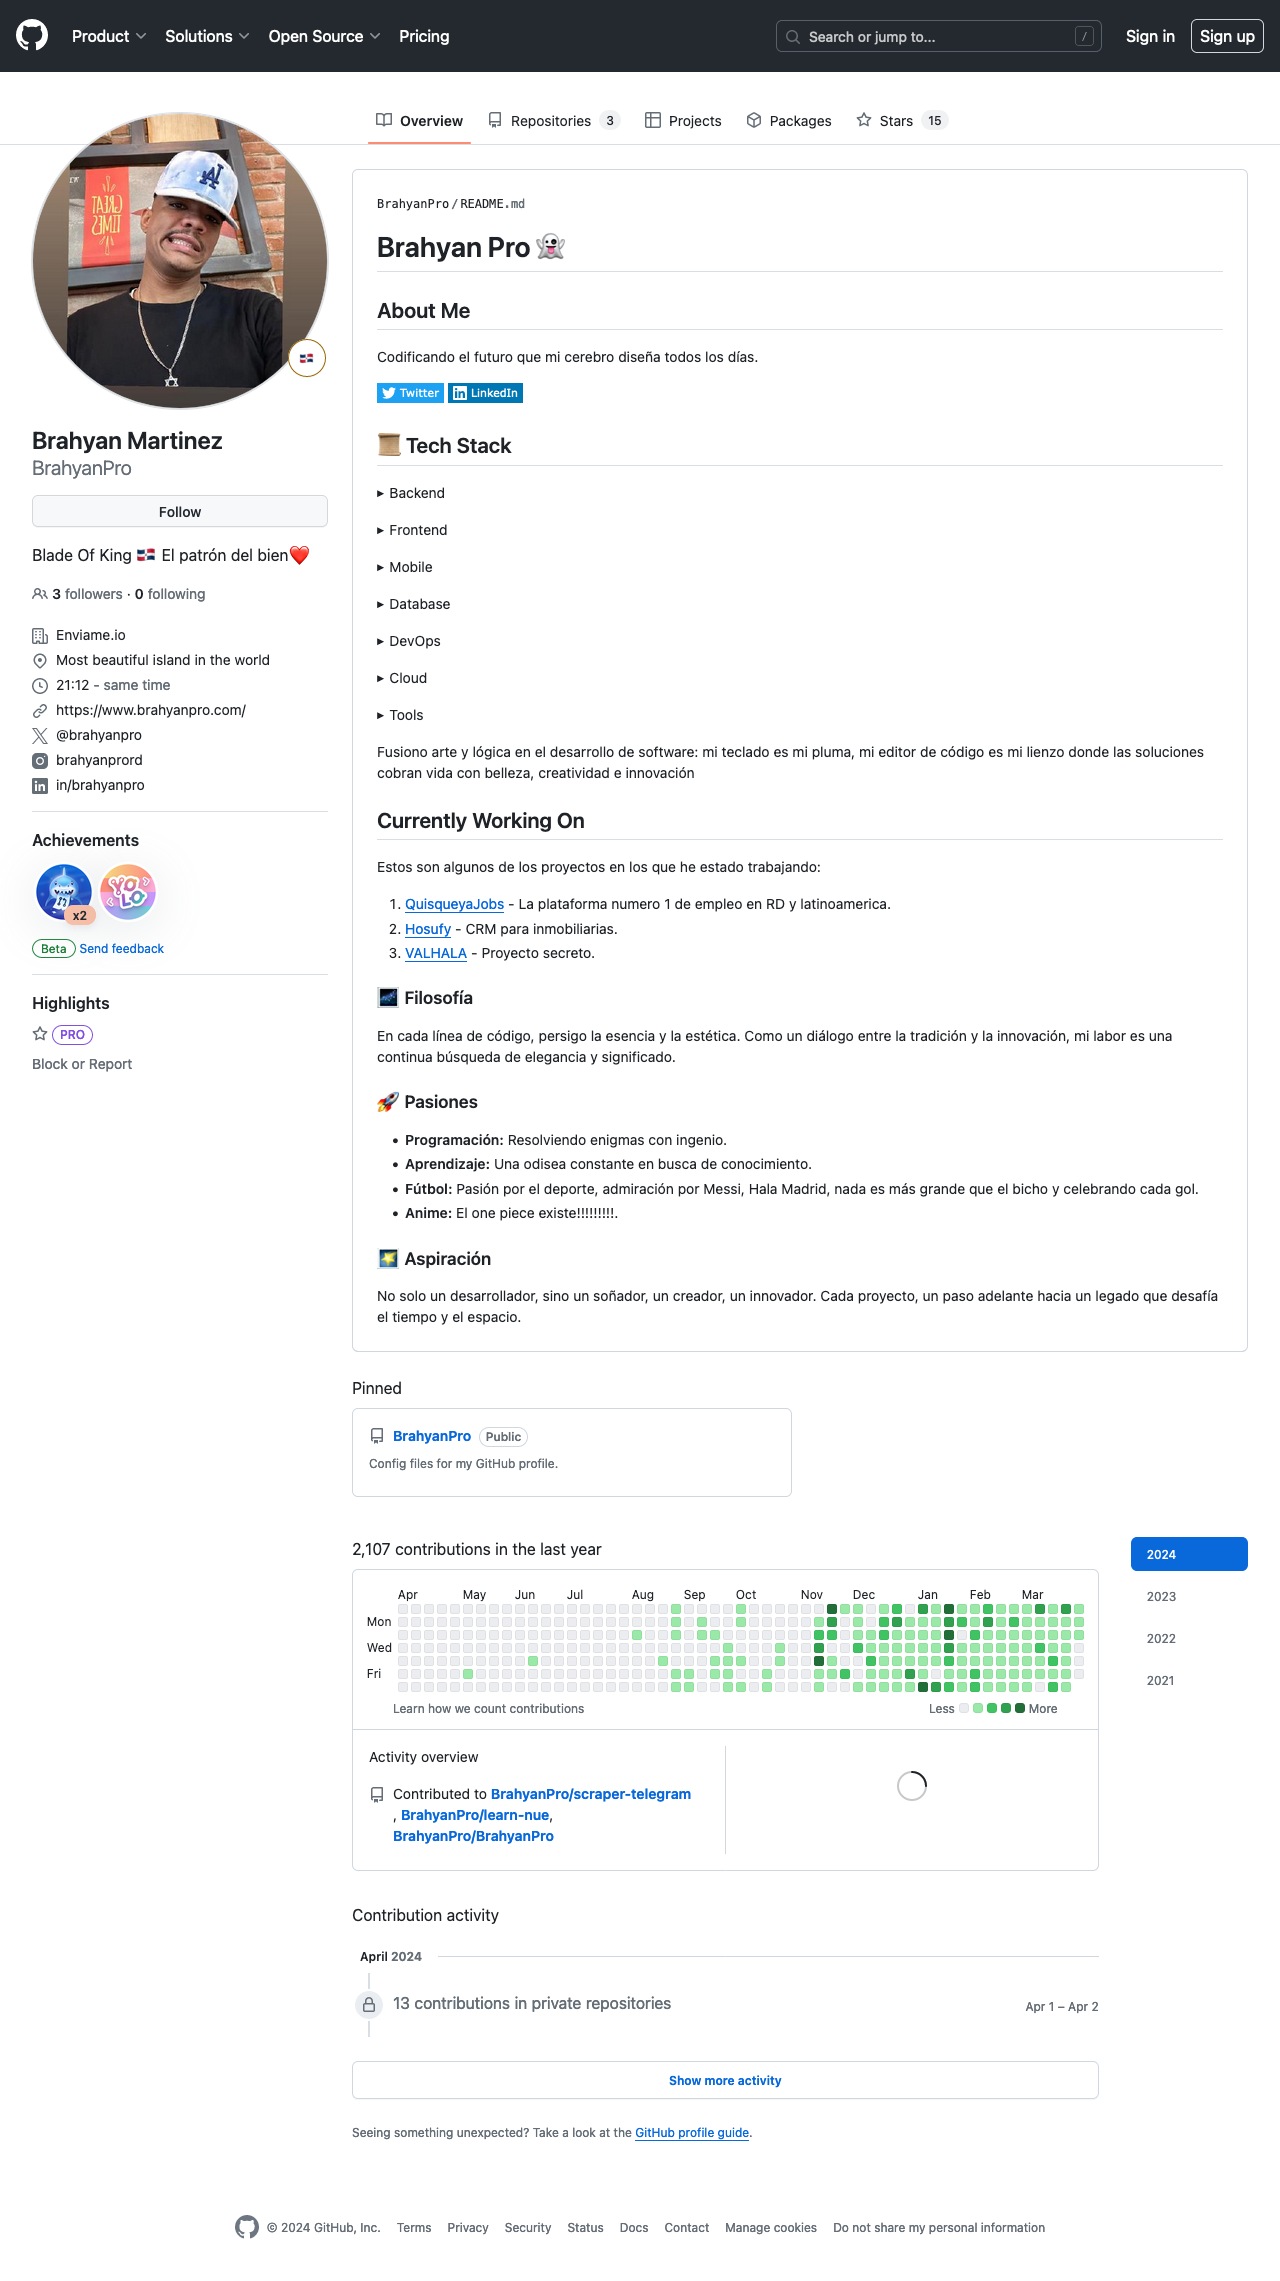 Product
Solutions
Open Source
Pricing
Search or jump to...
/
Sign in
Sign up
Overview
Repositories 3
Projects
Packages
Stars 15
GREAT
TIMES
LA
Brahyan Martinez
BrahyanPro
Follow
Blade Of King 🇩🇴 El patrón del bien❤️
3 followers · 0 following
Enviame.io
Most beautiful island in the world
21:12 - same time
https://www.brahyanpro.com/
@brahyanpro
brahyanprord
in/brahyanpro
Achievements
x2
YOLO
Beta Send feedback
Highlights
PRO
Block or Report
BrahyanPro/README.md
Brahyan Pro 👻
About Me
Codificando el futuro que mi cerebro diseña todos los días.
Twitter
LinkedIn
📜 Tech Stack
▸ Backend
▸ Frontend
▸ Mobile
▸ Database
▸ DevOps
▸ Cloud
▸ Tools
Fusiono arte y lógica en el desarrollo de software: mi teclado es mi pluma, mi editor de código es mi lienzo donde las soluciones
cobran vida con belleza, creatividad e innovación
Currently Working On
Estos son algunos de los proyectos en los que he estado trabajando:
1. QuisqueyaJobs - La plataforma numero 1 de empleo en RD y latinoamerica.
2. Hosufy - CRM para inmobiliarias.
3. VALHALA - Proyecto secreto.
🌌 Filosofía
En cada línea de código, persigo la esencia y la estética. Como un diálogo entre la tradición y la innovación, mi labor es una
continua búsqueda de elegancia y significado.
🚀 Pasiones
• Programación: Resolviendo enigmas con ingenio.
• Aprendizaje: Una odisea constante en busca de conocimiento.
• Fútbol: Pasión por el deporte, admiración por Messi, Hala Madrid, nada es más grande que el bicho y celebrando cada gol.
• Anime: El one piece existe!!!!!!!!!.
🌠 Aspiración
No solo un desarrollador, sino un soñador, un creador, un innovador. Cada proyecto, un paso adelante hacia un legado que desafía
el tiempo y el espacio.
Pinned
BrahyanPro Public
Config files for my GitHub profile.
2,107 contributions in the last year
2024
2023
2022
2021
Apr May Jun Jul Aug Sep Oct Nov Dec Jan Feb Mar
Mon
Wed
Fri
Learn how we count contributions
Less
More
Activity overview
Contributed to BrahyanPro/scraper-telegram
, BrahyanPro/learn-nue,
BrahyanPro/BrahyanPro
Contribution activity
April 2024
13 contributions in private repositories
Apr 1 – Apr 2
Show more activity
Seeing something unexpected? Take a look at the GitHub profile guide.
© 2024 GitHub, Inc.
Terms
Privacy
Security
Status
Docs
Contact
Manage cookies
Do not share my personal information